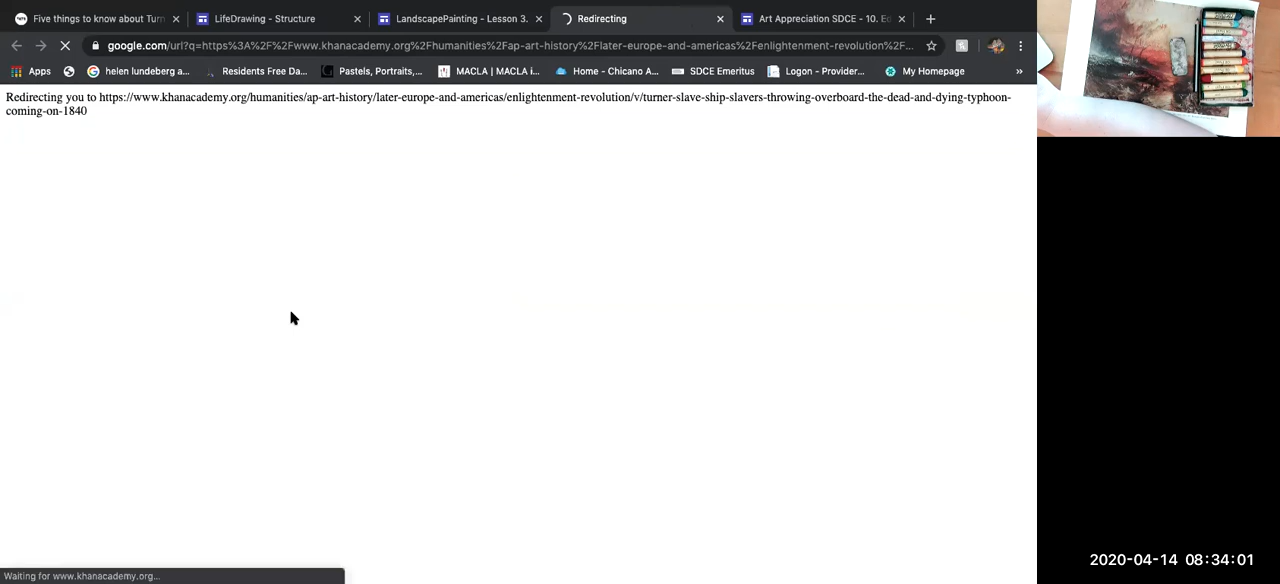 Five things to know about Turn
LifeDrawing - Structure
LandscapePainting - Lesson 3.
Redirecting
Art Appreciation SDCE - 10. Ec
google.com/url?q=https%3A%2F%2Fwww.khanacademy.org%2Fhumanities%2Fap-art-history%2Flater-europe-and-americas%2Fenlightenment-revolution%2F...
Apps
helen lundeberg a...
Residents Free Da...
Pastels, Portraits,...
MACLA | MACLA i...
Home - Chicano A...
SDCE Emeritus
Logon - Provider...
My Homepage
»
Redirecting you to https://www.khanacademy.org/humanities/ap-art-history/later-europe-and-americas/enlightenment-revolution/v/turner-slave-ship-slavers-throwing-overboard-the-dead-and-dying-typhoon-
coming-on-1840
Waiting for www.khanacademy.org...
2020-04-14 08:34:01